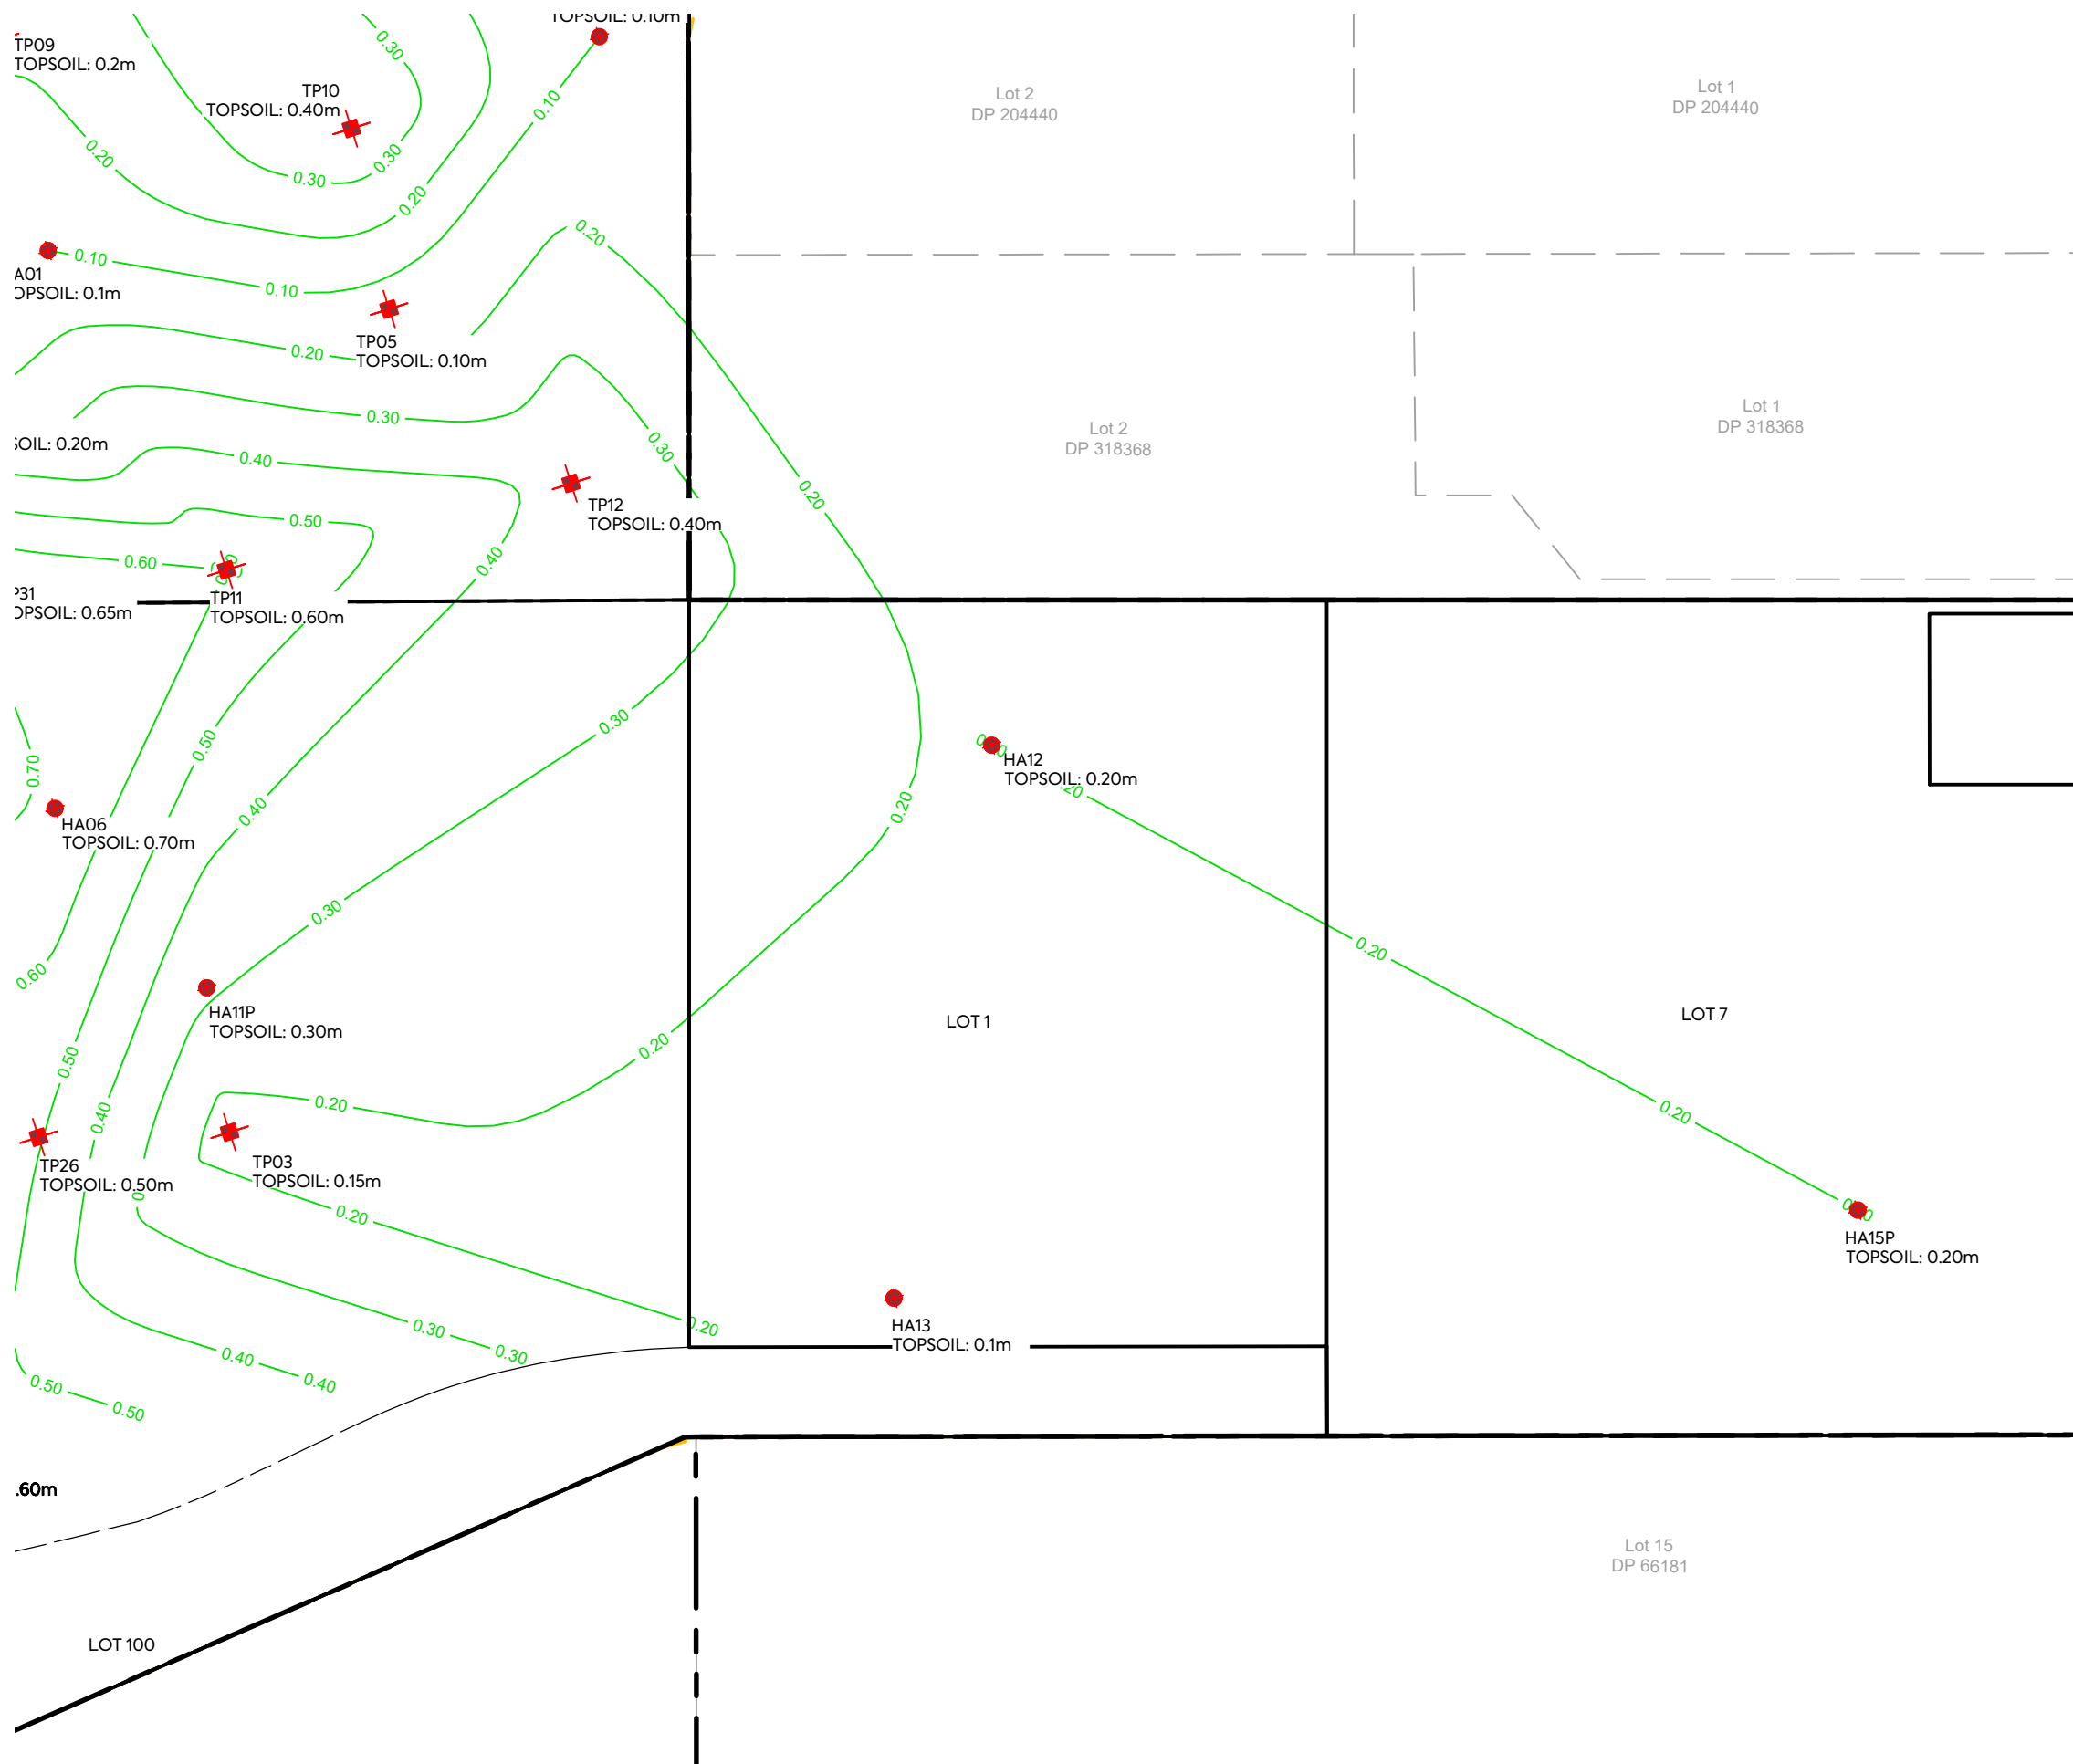 TOPSOIL: 0.10m
TP09
TOPSOIL: 0.2m
0.30
TP10
TOPSOIL: 0.40m
0.10
Lot 2
DP 204440
Lot 1
DP 204440
0.20
0.30
0.30
0.20
0.20
0.10
A01
OPSOIL: 0.1m
0.10
TP05
TOPSOIL: 0.10m
0.20
0.30
0.30
Lot 2
DP 318368
Lot 1
DP 318368
SOIL: 0.20m
0.40
0.20
TP12
TOPSOIL: 0.40m
0.50
0.60
0.40
P31
OPSOIL: 0.65m
TP11
TOPSOIL: 0.60m
0.30
0.50
0.70
HA12
TOPSOIL: 0.20m
.20
0.20
0.40
HA06
TOPSOIL: 0.70m
0.30
0.20
0.60
HA11P
TOPSOIL: 0.30m
LOT 1
LOT 7
0.20
0.50
0.20
0.40
0.20
TP26
TOPSOIL: 0.50m
TP03
TOPSOIL: 0.15m
0.20
HA15P
TOPSOIL: 0.20m
0.20
0.30
0.30
0.40
0.40
HA13
TOPSOIL: 0.1m
0.50
0.50
.60m
Lot 15
DP 66181
LOT 100